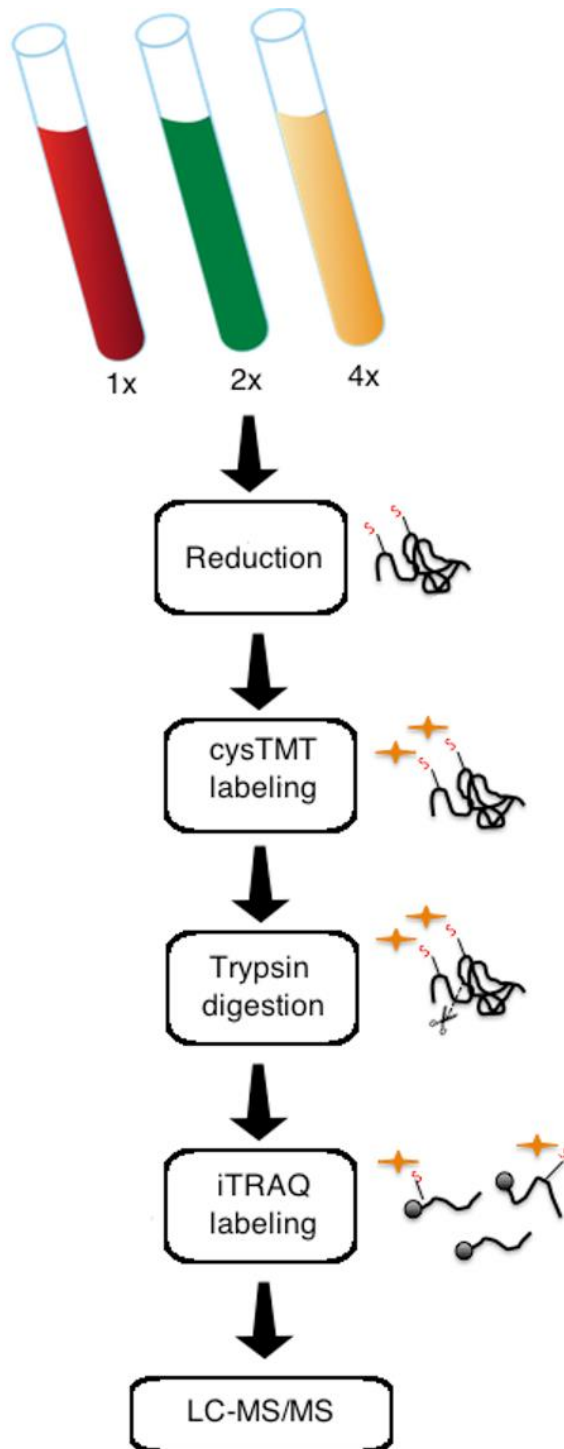 1x 2x 4x
Reduction
S S
cysTMT
labeling
S S
Trypsin
digestion
S S
iTRAQ
labeling
S S
LC-MS/MS